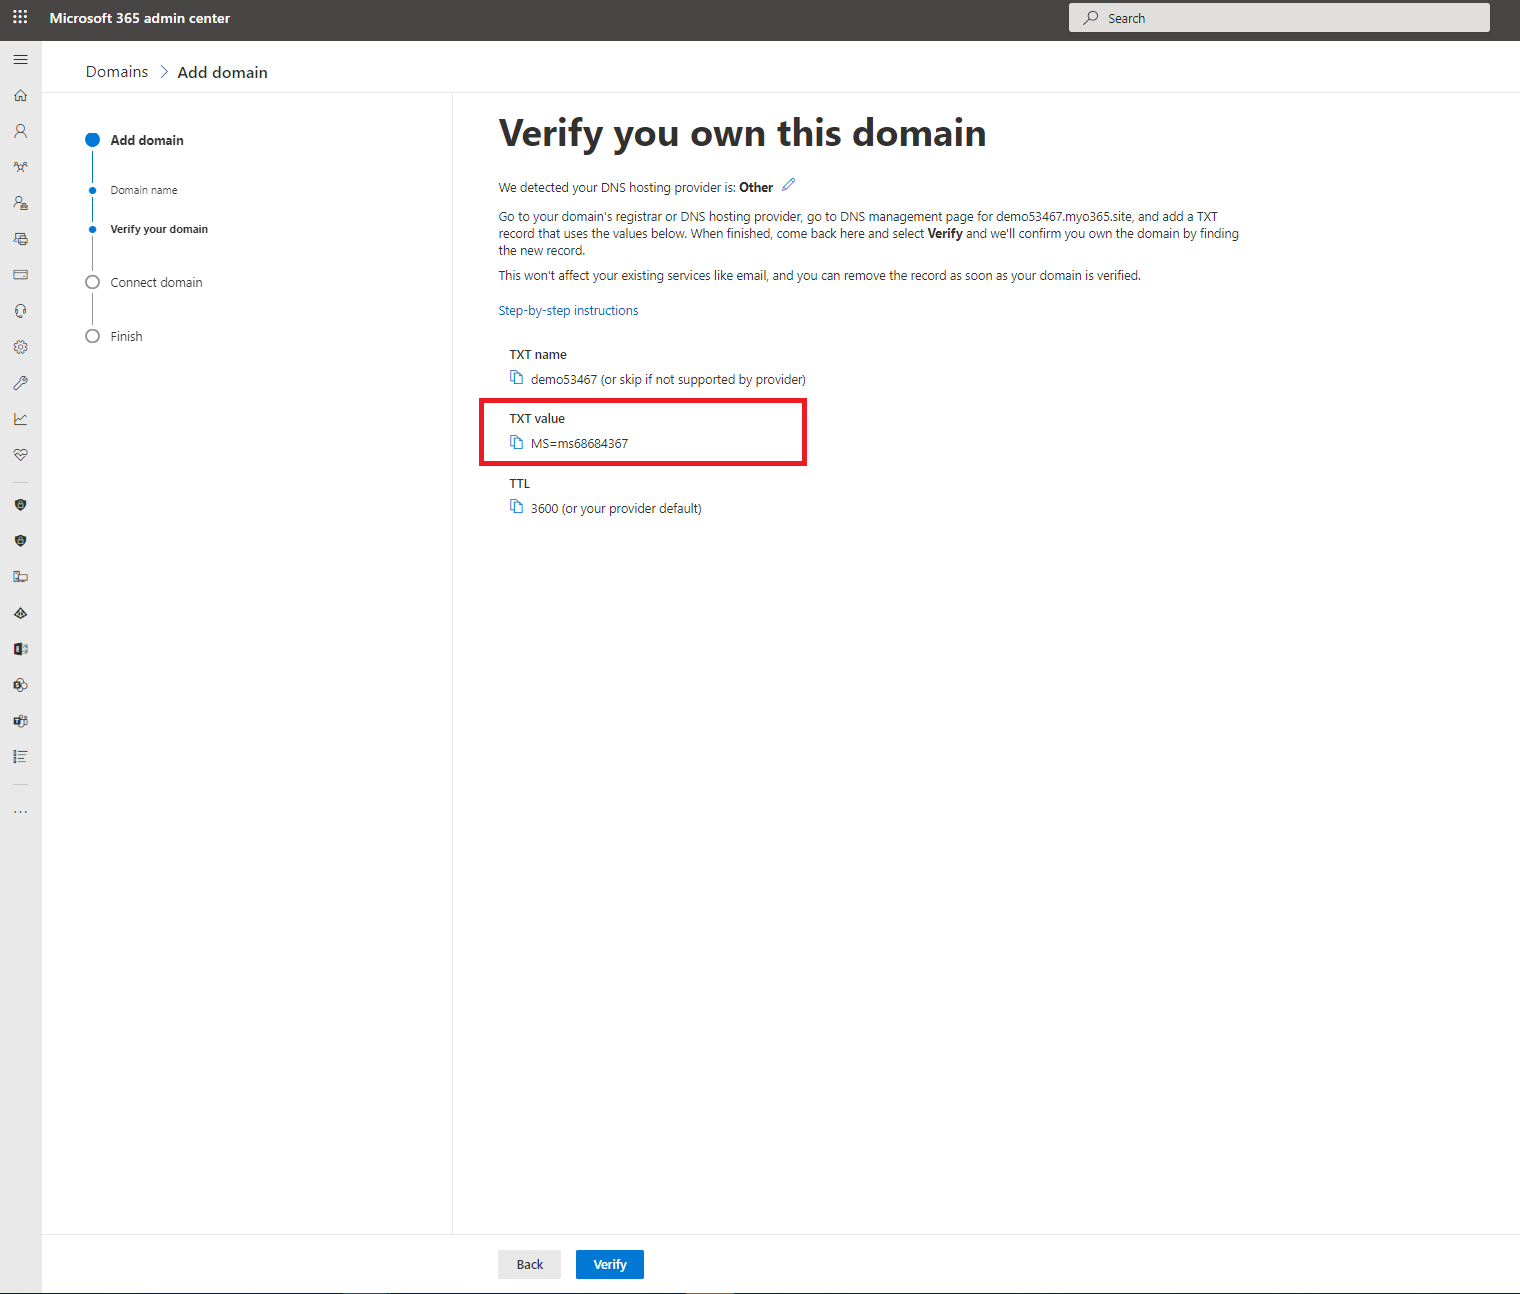 Microsoft 365 admin center
Search
Domains > Add domain
Add domain
Domain name
Verify your domain
Connect domain
Finish
Verify you own this domain
We detected your DNS hosting provider is: Other
Go to your domain's registrar or DNS hosting provider, go to DNS management page for demo53467.myo365.site, and add a TXT
record that uses the values below. When finished, come back here and select Verify and we'll confirm you own the domain by finding
the new record.
This won't affect your existing services like email, and you can remove the record as soon as your domain is verified.
Step-by-step instructions
TXT name
demo53467 (or skip if not supported by provider)
TXT value
MS=ms68684367
TTL
3600 (or your provider default)
Back
Verify